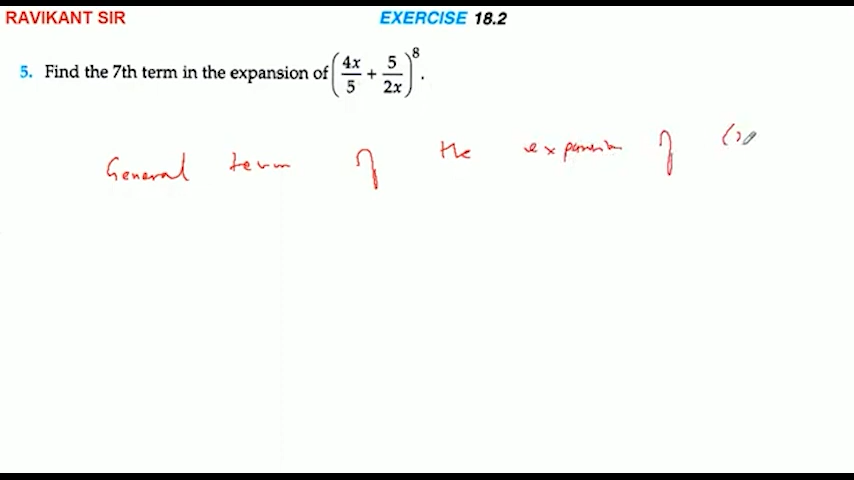 RAVIKANT SIR EXERCISE 18.2
5. Find the 7th term in the expansion of (4x/5 + 5/2x)^8.
General term of the expansion of (